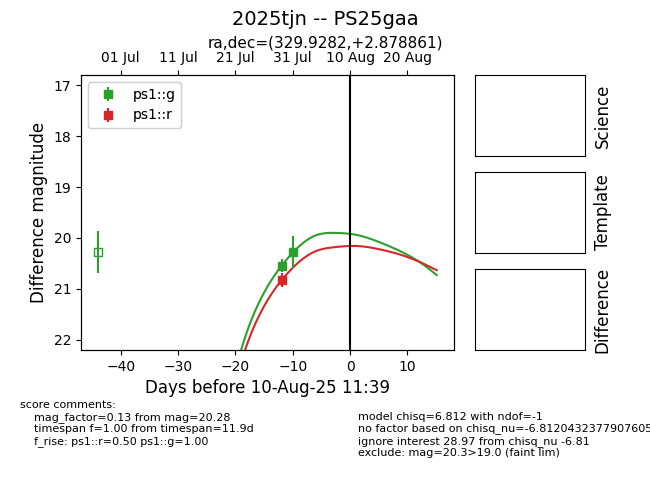 2025tjn -- PS25gaa
ra,dec=(329.9282,+2.878861)
01 Jul 11 Jul 21 Jul 31 Jul 10 Aug 20 Aug
ps1::g
ps1::r
17
18
19
20
21
22
Difference magnitude
−40 −30 −20 −10 0 10
Days before 10-Aug-25 11:39
Science
Template
Difference
score comments:
mag_factor=0.13 from mag=20.28
timespan f=1.00 from timespan=11.9d
f_rise: ps1::r=0.50 ps1::g=1.00
model chisq=6.812 with ndof=-1
no factor based on chisq_nu=-6.8120432377907605
ignore interest 28.97 from chisq_nu -6.81
exclude: mag=20.3>19.0 (faint lim)